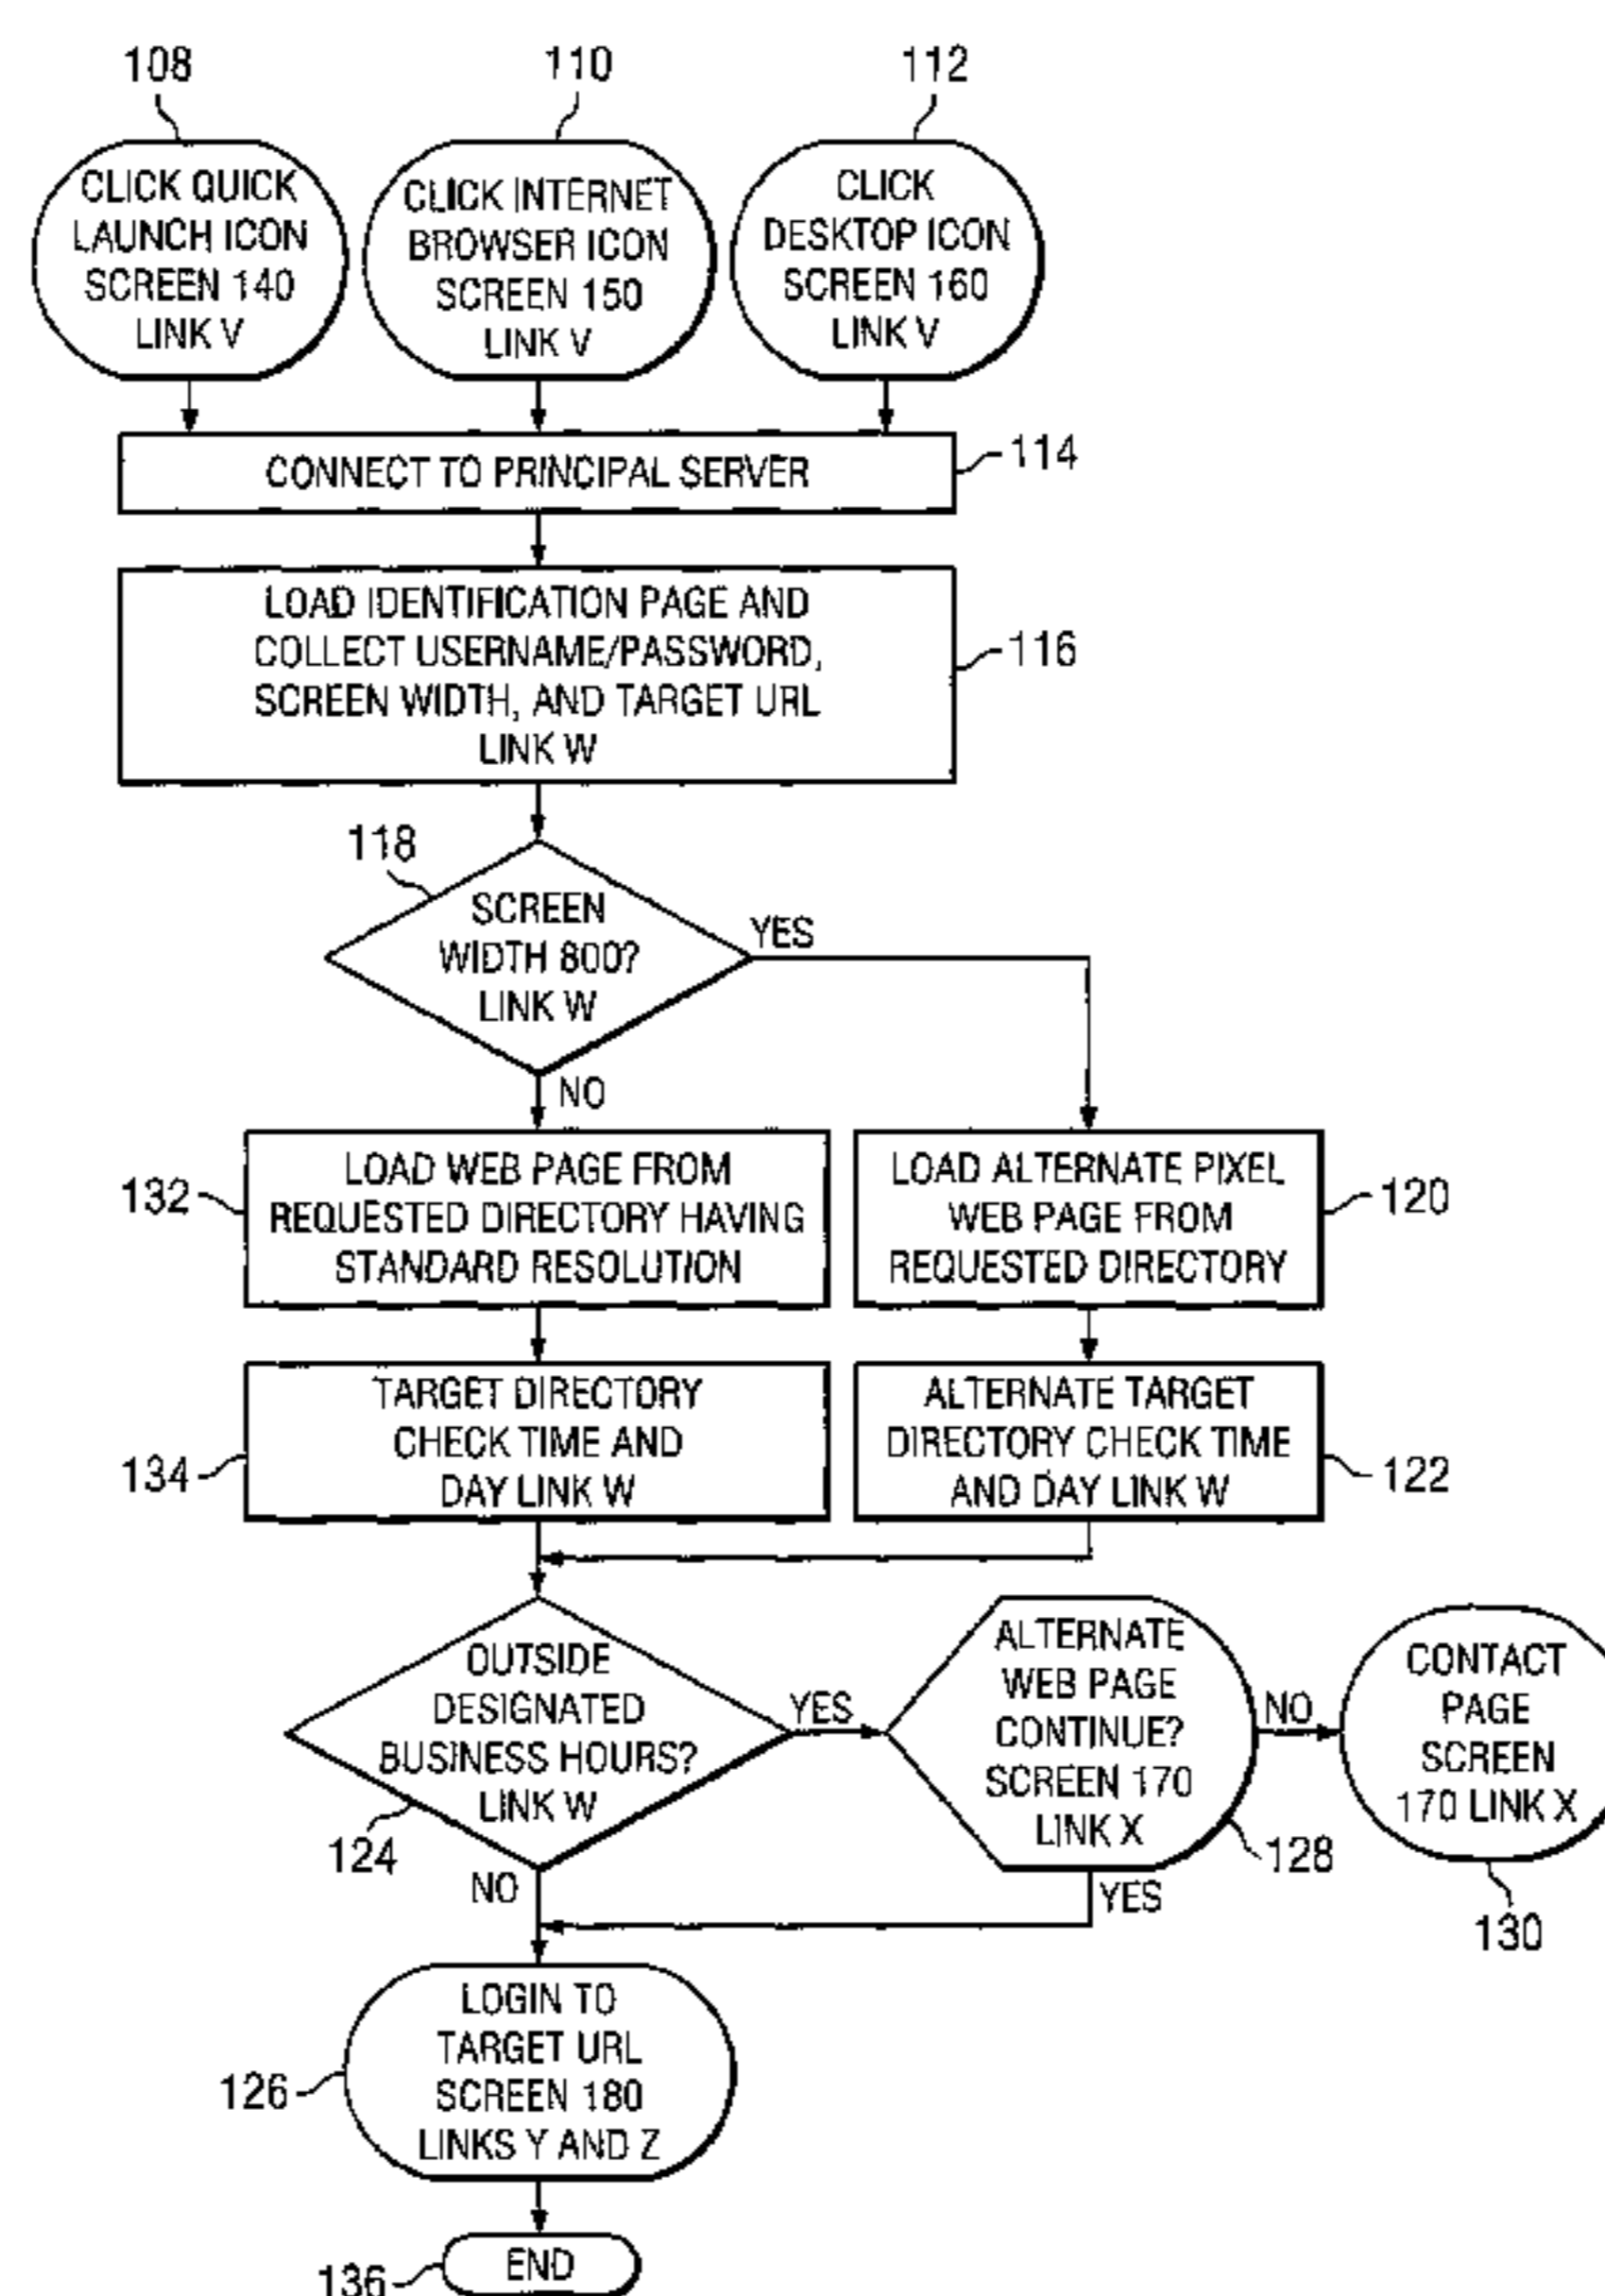 108
110
112
CLICK QUICK
LAUNCH ICON
SCREEN 140
LINK V
CLICK INTERNET
BROWSER ICON
SCREEN 150
LINK V
CLICK
DESKTOP ICON
SCREEN 160
LINK V
CONNECT TO PRINCIPAL SERVER
114
LOAD IDENTIFICATION PAGE AND
COLLECT USERNAME/PASSWORD,
SCREEN WIDTH, AND TARGET URL
LINK W
116
118
SCREEN
WIDTH 800?
LINK W
YES
NO
132
LOAD WEB PAGE FROM
REQUESTED DIRECTORY HAVING
STANDARD RESOLUTION
LOAD ALTERNATE PIXEL
WEB PAGE FROM
REQUESTED DIRECTORY
120
134
TARGET DIRECTORY
CHECK TIME AND
DAY LINK W
ALTERNATE TARGET
DIRECTORY CHECK TIME
AND DAY LINK W
122
OUTSIDE
DESIGNATED
BUSINESS HOURS?
LINK W
124
YES
NO
ALTERNATE
WEB PAGE
CONTINUE?
SCREEN 170
LINK X
128
NO
YES
CONTACT
PAGE
SCREEN
170 LINK X
130
126
LOGIN TO
TARGET URL
SCREEN 180
LINKS Y AND Z
136
END